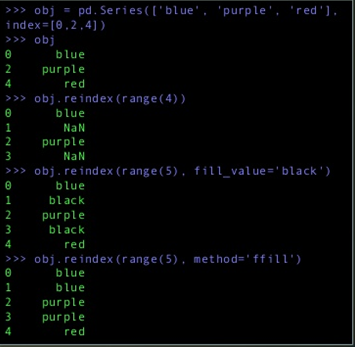 >>> obj = pd.Series(['blue', 'purple', 'red'],
index=[0,2,4])
>>> obj
0      blue
2    purple
4       red
>>> obj.reindex(range(4))
0      blue
1       NaN
2    purple
3       NaN
>>> obj.reindex(range(5), fill_value='black')
0      blue
1     black
2    purple
3     black
4       red
>>> obj.reindex(range(5), method='ffill')
0      blue
1      blue
2    purple
3    purple
4       red